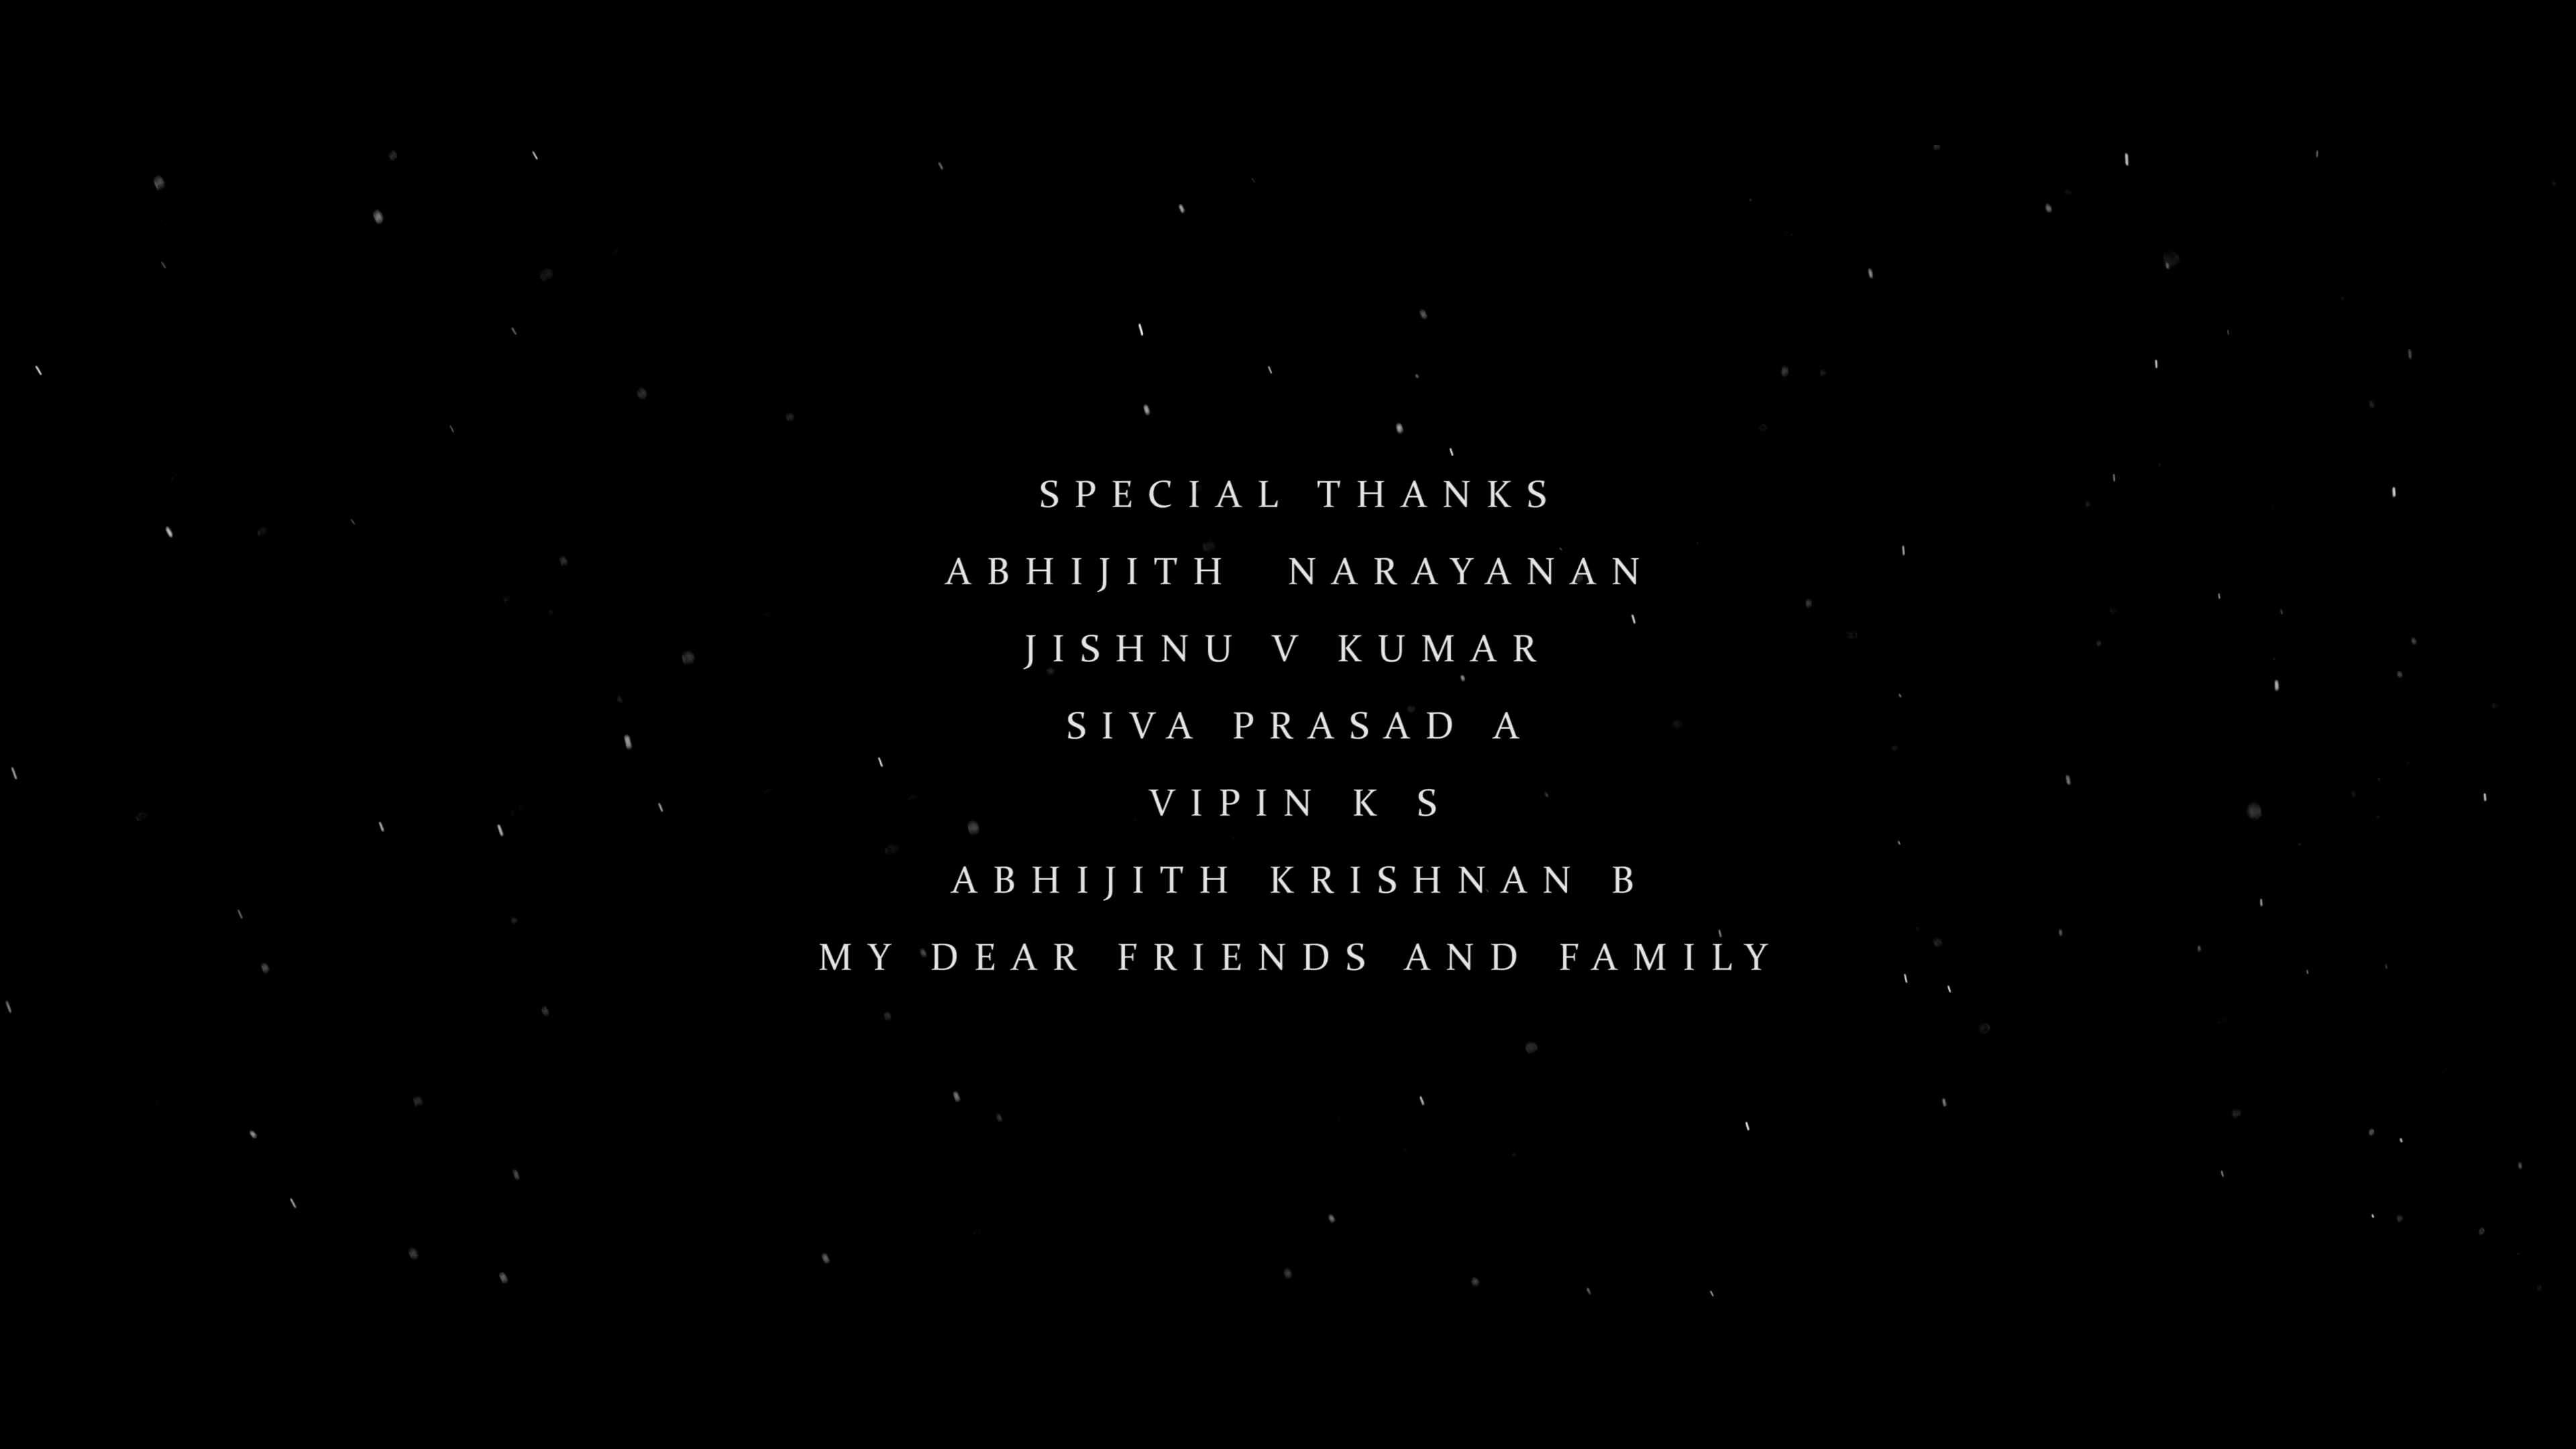 SPECIAL THANKS
ABHIJITH NARAYANAN
JISHNU V KUMAR
SIVA PRASAD A
VIPIN K S
ABHIJITH KRISHNAN B
MY DEAR FRIENDS AND FAMILY